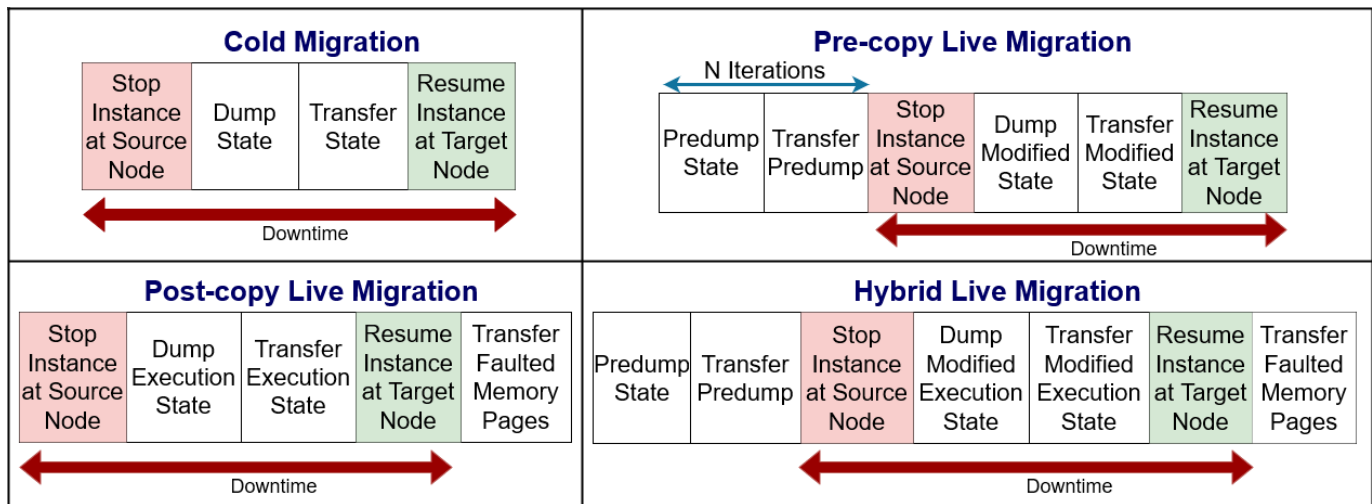 Cold Migration
Stop
Instance
at Source
Node
Dump
State
Transfer
State
Resume
Instance
at Target
Node
Downtime
Pre-copy Live Migration
N Iterations
Predump
State
Transfer
Predump
Stop
Instance
at Source
Node
Dump
Modified
State
Transfer
Modified
State
Resume
Instance
at Target
Node
Downtime
Post-copy Live Migration
Stop
Instance
at Source
Node
Dump
Execution
State
Transfer
Execution
State
Resume
Instance
at Target
Node
Transfer
Faulted
Memory
Pages
Downtime
Hybrid Live Migration
Predump
State
Transfer
Predump
Stop
Instance
at Source
Node
Dump
Modified
Execution
State
Transfer
Modified
Execution
State
Resume
Instance
at Target
Node
Transfer
Faulted
Memory
Pages
Downtime